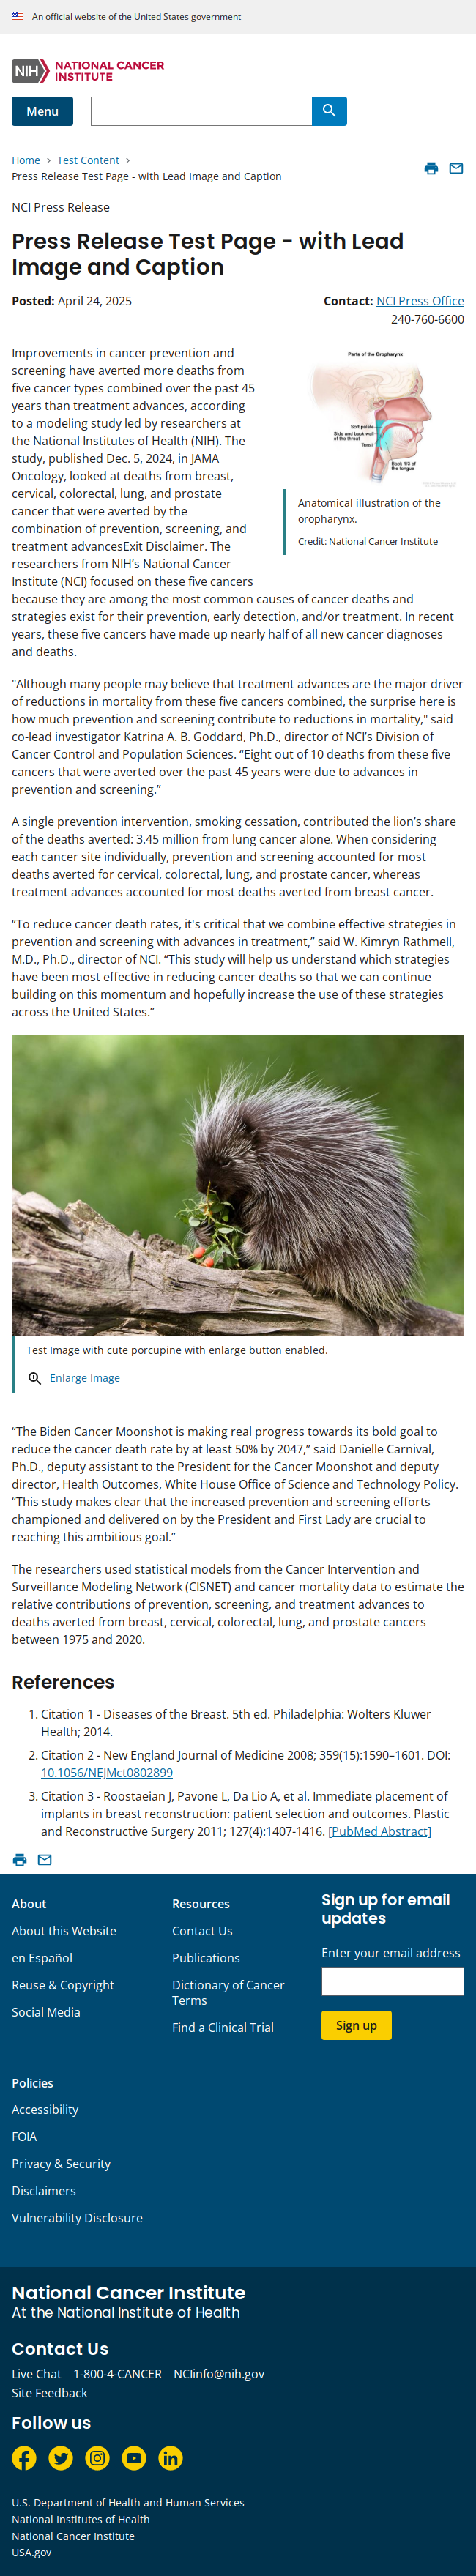 An official website of the United States government
NIH NATIONAL CANCER
INSTITUTE
Menu
Home > Test Content >
Press Release Test Page - with Lead Image and Caption
NCI Press Release
Press Release Test Page - with Lead
Image and Caption
Posted: April 24, 2025
Contact: NCI Press Office
240-760-6600
Improvements in cancer prevention and
screening have averted more deaths from
five cancer types combined over the past 45
years than treatment advances, according
to a modeling study led by researchers at
the National Institutes of Health (NIH). The
study, published Dec. 5, 2024, in JAMA
Oncology, looked at deaths from breast,
cervical, colorectal, lung, and prostate
cancer that were averted by the
combination of prevention, screening, and
treatment advancesExit Disclaimer. The
researchers from NIH’s National Cancer
Institute (NCI) focused on these five cancers
because they are among the most common causes of cancer deaths and
strategies exist for their prevention, early detection, and/or treatment. In recent
years, these five cancers have made up nearly half of all new cancer diagnoses
and deaths.
Parts of the Oropharynx
Soft palate
Side and back wall
of the throat
Tonsil
Back 1/3 of
the tongue
Anatomical illustration of the
oropharynx.
Credit: National Cancer Institute
"Although many people may believe that treatment advances are the major driver
of reductions in mortality from these five cancers combined, the surprise here is
how much prevention and screening contribute to reductions in mortality," said
co-lead investigator Katrina A. B. Goddard, Ph.D., director of NCI’s Division of
Cancer Control and Population Sciences. “Eight out of 10 deaths from these five
cancers that were averted over the past 45 years were due to advances in
prevention and screening.”
A single prevention intervention, smoking cessation, contributed the lion’s share
of the deaths averted: 3.45 million from lung cancer alone. When considering
each cancer site individually, prevention and screening accounted for most
deaths averted for cervical, colorectal, lung, and prostate cancer, whereas
treatment advances accounted for most deaths averted from breast cancer.
“To reduce cancer death rates, it's critical that we combine effective strategies in
prevention and screening with advances in treatment,” said W. Kimryn Rathmell,
M.D., Ph.D., director of NCI. “This study will help us understand which strategies
have been most effective in reducing cancer deaths so that we can continue
building on this momentum and hopefully increase the use of these strategies
across the United States.”
Test Image with cute porcupine with enlarge button enabled.
Enlarge Image
“The Biden Cancer Moonshot is making real progress towards its bold goal to
reduce the cancer death rate by at least 50% by 2047,” said Danielle Carnival,
Ph.D., deputy assistant to the President for the Cancer Moonshot and deputy
director, Health Outcomes, White House Office of Science and Technology Policy.
“This study makes clear that the increased prevention and screening efforts
championed and delivered on by the President and First Lady are crucial to
reaching this ambitious goal.”
The researchers used statistical models from the Cancer Intervention and
Surveillance Modeling Network (CISNET) and cancer mortality data to estimate the
relative contributions of prevention, screening, and treatment advances to
deaths averted from breast, cervical, colorectal, lung, and prostate cancers
between 1975 and 2020.
References
1. Citation 1 - Diseases of the Breast. 5th ed. Philadelphia: Wolters Kluwer
Health; 2014.
2. Citation 2 - New England Journal of Medicine 2008; 359(15):1590–1601. DOI:
10.1056/NEJMct0802899
3. Citation 3 - Roostaeian J, Pavone L, Da Lio A, et al. Immediate placement of
implants in breast reconstruction: patient selection and outcomes. Plastic
and Reconstructive Surgery 2011; 127(4):1407-1416. [PubMed Abstract]
About
About this Website
en Español
Reuse & Copyright
Social Media
Resources
Contact Us
Publications
Dictionary of Cancer
Terms
Find a Clinical Trial
Sign up for email
updates
Enter your email address
Sign up
Policies
Accessibility
FOIA
Privacy & Security
Disclaimers
Vulnerability Disclosure
National Cancer Institute
At the National Institute of Health
Contact Us
Live Chat 1-800-4-CANCER NCIinfo@nih.gov
Site Feedback
Follow us
U.S. Department of Health and Human Services
National Institutes of Health
National Cancer Institute
USA.gov